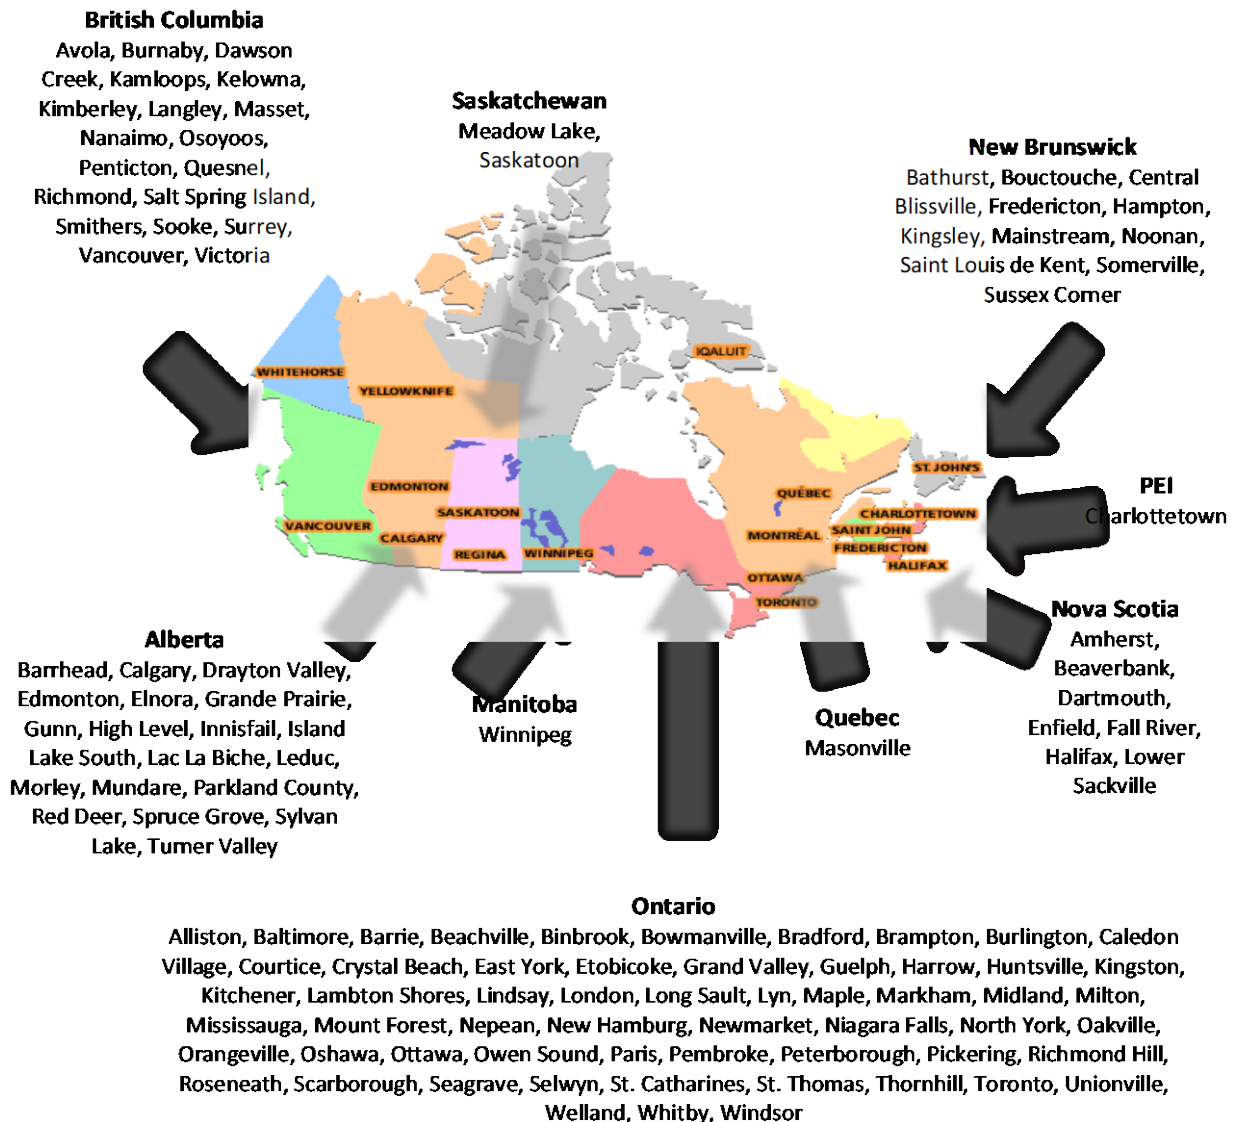 British Columbia
Avola, Burnaby, Dawson
Creek, Kamloops, Kelowna,
Kimberley, Langley, Masset,
Nanaimo, Osoyoos,
Penticton, Quesnel,
Richmond, Salt Spring Island,
Smithers, Sooke, Surrey,
Vancouver, Victoria
Saskatchewan
Meadow Lake,
Saskatoon
New Brunswick
Bathurst, Bouctouche, Central
Blissville, Fredericton, Hampton,
Kingsley, Mainstream, Noonan,
Saint Louis de Kent, Somerville,
Sussex Corner
IQALUIT
WHITEHORSE
YELLOWKNIFE
ST. JOHN'S
EDMONTON
QUÉBEC
SASKATOON
CHARLOTTETOWN
VANCOUVER
CALGARY
MONTRÉAL
SAINT JOHN
REGINA
WINNIPEG
FREDERICTON
HALIFAX
OTTAWA
TORONTO
PEI
Charlottetown
Nova Scotia
Amherst,
Beaverbank,
Dartmouth,
Enfield, Fall River,
Halifax, Lower
Sackville
Alberta
Barrhead, Calgary, Drayton Valley,
Edmonton, Elnora, Grande Prairie,
Gunn, High Level, Innisfail, Island
Lake South, Lac La Biche, Leduc,
Morley, Mundare, Parkland County,
Red Deer, Spruce Grove, Sylvan
Lake, Turner Valley
Manitoba
Winnipeg
Quebec
Masonville
Ontario
Alliston, Baltimore, Barrie, Beachville, Binbrook, Bowmanville, Bradford, Brampton, Burlington, Caledon
Village, Courtice, Crystal Beach, East York, Etobicoke, Grand Valley, Guelph, Harrow, Huntsville, Kingston,
Kitchener, Lambton Shores, Lindsay, London, Long Sault, Lyn, Maple, Markham, Midland, Milton,
Mississauga, Mount Forest, Nepean, New Hamburg, Newmarket, Niagara Falls, North York, Oakville,
Orangeville, Oshawa, Ottawa, Owen Sound, Paris, Pembroke, Peterborough, Pickering, Richmond Hill,
Roseneath, Scarborough, Seagrave, Selwyn, St. Catharines, St. Thomas, Thornhill, Toronto, Unionville,
Welland, Whitby, Windsor